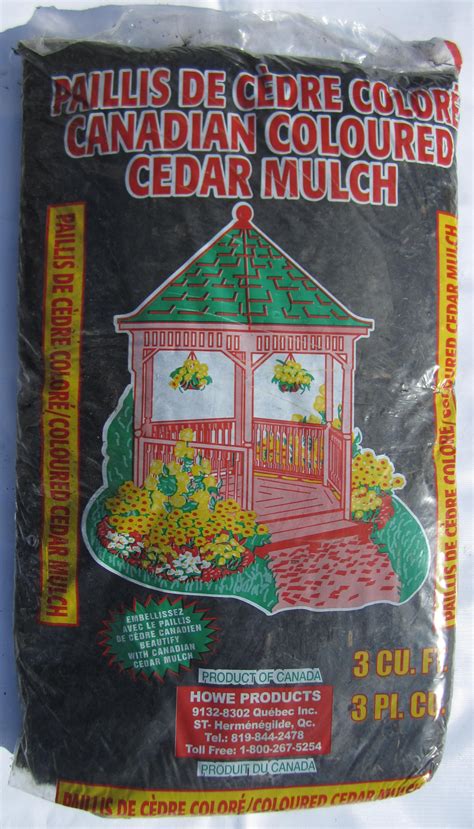 PAILLIS DE CÈDRE COLORÉ
CANADIAN COLOURED
CEDAR MULCH
PAILLIS DE CÈDRE COLORÉ/COLOURED CEDAR MULCH
PAILLIS DE CÈDRE COLORÉ/COLOURED CEDAR MULCH
EMBELLISSEZ
AVEC LE PAILLIS
DE CÈDRE CANADIEN
BEAUTIFY
WITH CANADIAN
CEDAR MULCH
PRODUCT OF CANADA
HOWE PRODUCTS
9132-8302 Québec Inc.
ST- Herménégilde, Qc.
Tel.: 819-844-2478
Toll Free: 1-800-267-5254
PRODUIT DU CANADA
3 CU. F
3 PI. CU.
PAILLIS DE CÈDRE COLORÉ/COLOURED CEDAR MULCH